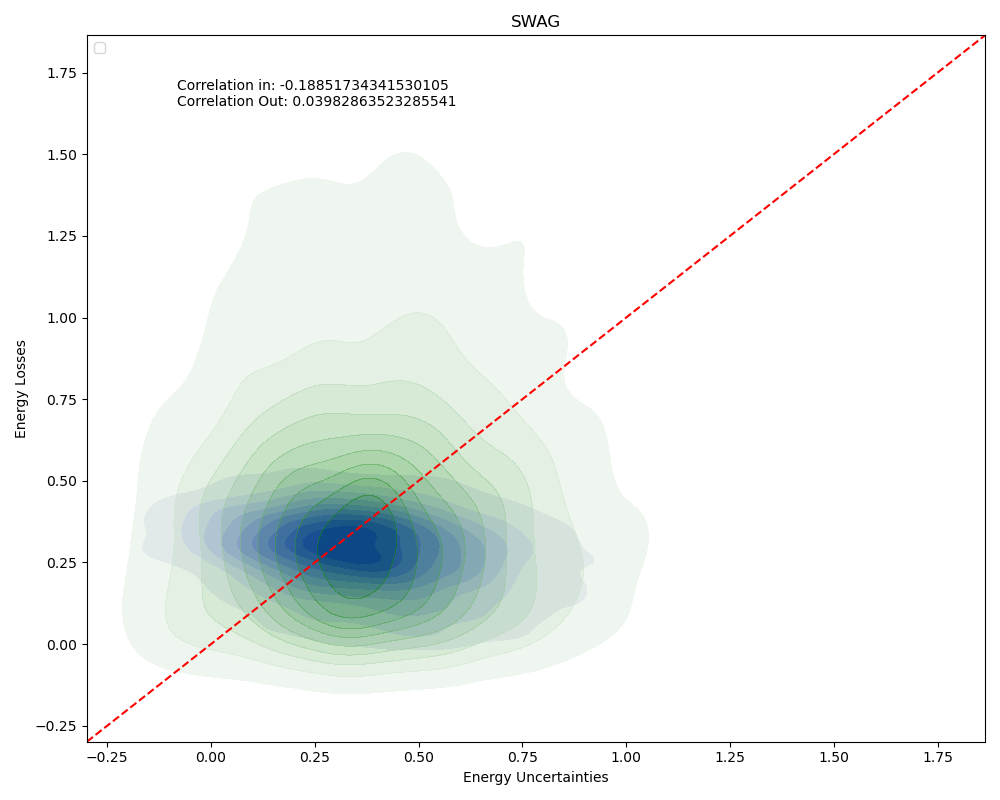 SWAG
Correlation in: -0.18851734341530105
Correlation Out: 0.03982863523285541
Energy Losses
1.75
1.50
1.25
1.00
0.75
0.50
0.25
0.00
−0.25
−0.25 0.00 0.25 0.50 0.75 1.00 1.25 1.50 1.75
Energy Uncertainties